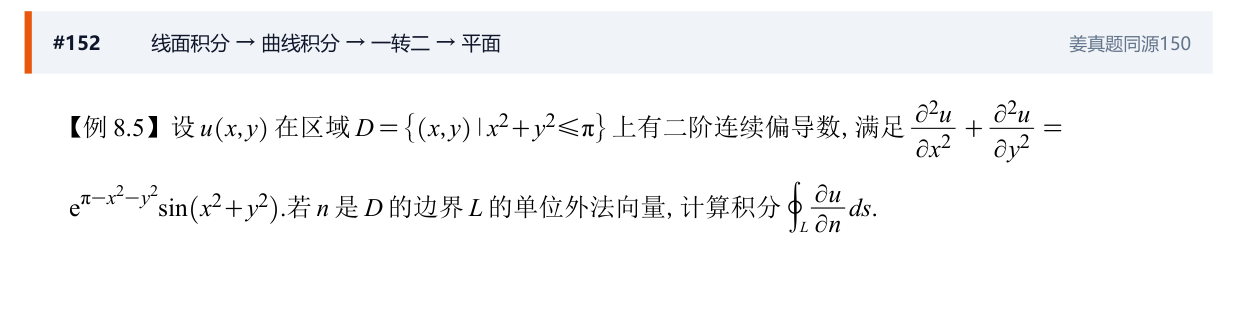 #152 线面积分 → 曲线积分 → 一转二 → 平面 姜真题同源150
【例 8.5】设 u(x,y) 在区域 D={(x,y)|x²+y²⩽π} 上有二阶连续偏导数, 满足 ∂²u/∂x² + ∂²u/∂y² =
e^{π−x²−y²}sin(x²+y²).若 n 是 D 的边界 L 的单位外法向量, 计算积分 ∮_L ∂u/∂n ds.